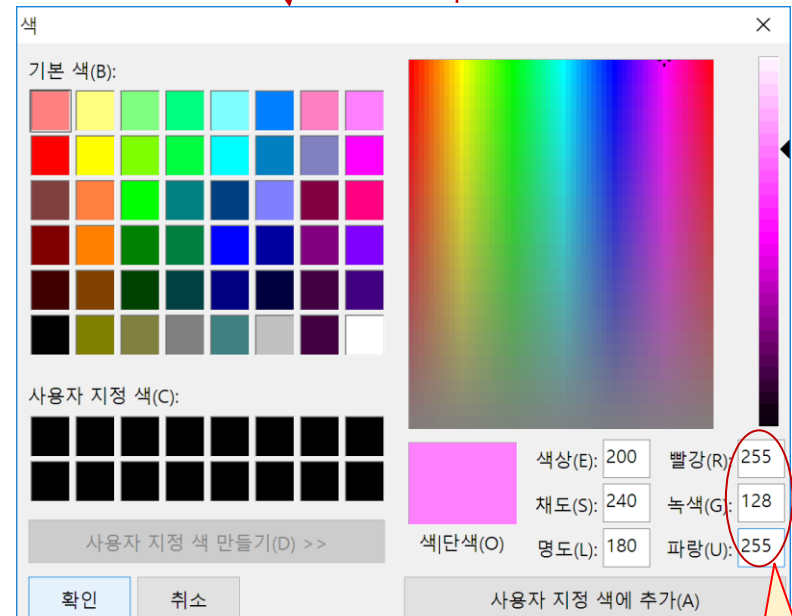 색
기본 색(B):
사용자 지정 색(C):
사용자 지정 색 만들기(D) >>
확인 취소
색|단색(O)
색상(E): 200 빨강(R): 255
채도(S): 240 녹색(G): 128
명도(L): 180 파랑(U): 255
사용자 지정 색에 추가(A)